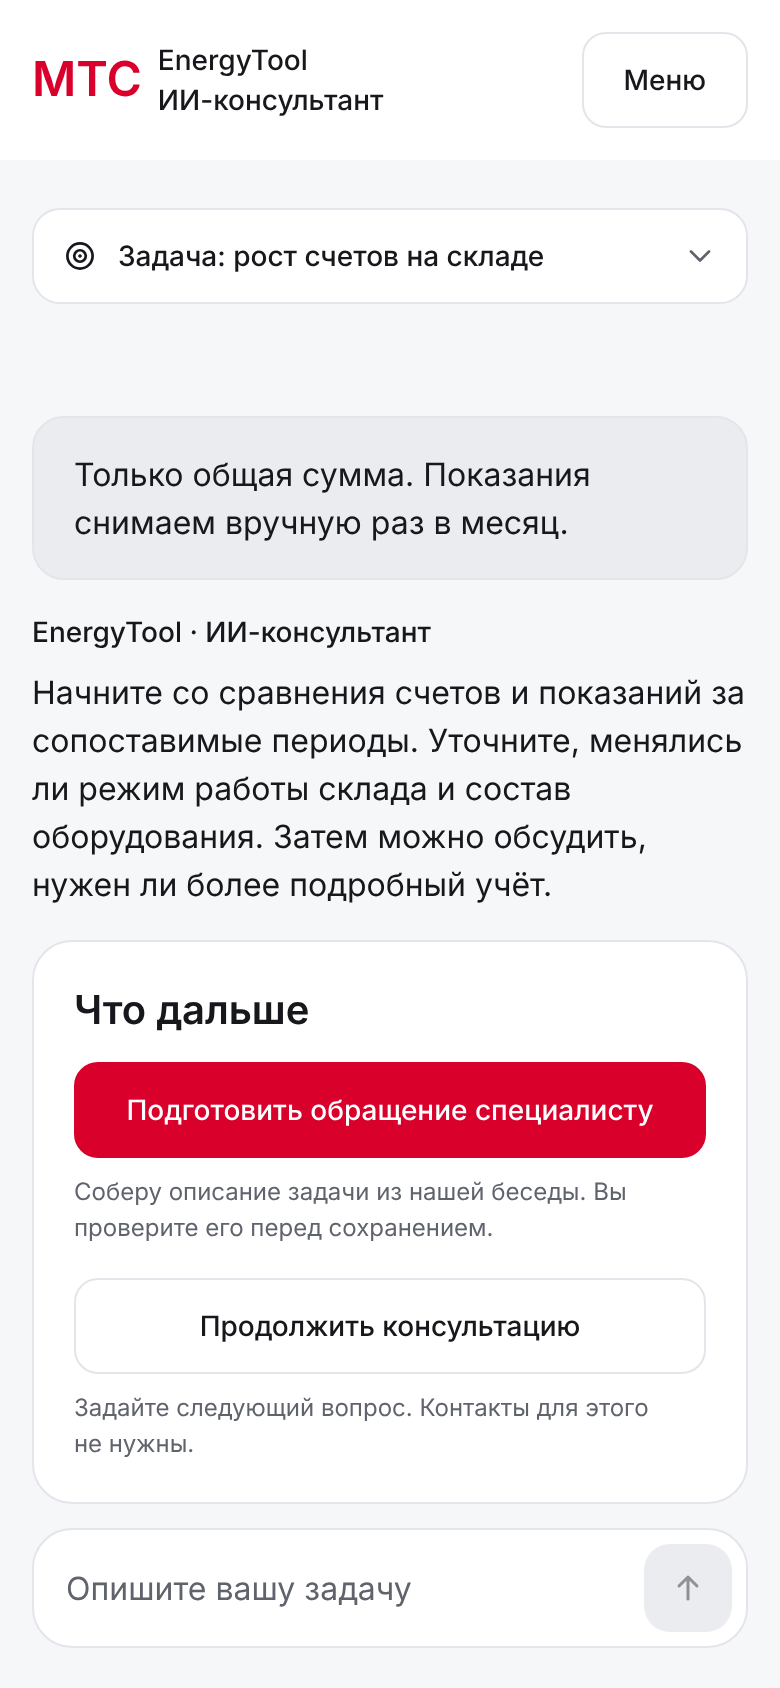 МТС
EnergyTool
ИИ-консультант
Меню
Задача: рост счетов на складе
Только общая сумма. Показания
снимаем вручную раз в месяц.
EnergyTool · ИИ-консультант
Начните со сравнения счетов и показаний за
сопоставимые периоды. Уточните, менялись
ли режим работы склада и состав
оборудования. Затем можно обсудить,
нужен ли более подробный учёт.
Что дальше
Подготовить обращение специалисту
Соберу описание задачи из нашей беседы. Вы
проверите его перед сохранением.
Продолжить консультацию
Задайте следующий вопрос. Контакты для этого
не нужны.
Опишите вашу задачу